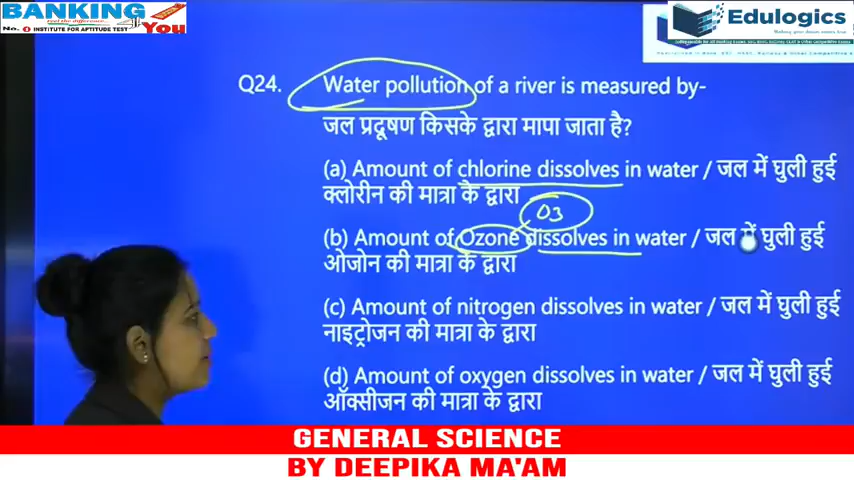 BANKING
Feel the difference...
No. 1 INSTITUTE FOR APTITUDE TEST
You
Edulogics
Q24. Water pollution of a river is measured by-
जल प्रदूषण किसके द्वारा मापा जाता है?
(a) Amount of chlorine dissolves in water / जल में घुली हुई
क्लोरीन की मात्रा के द्वारा
O3
(b) Amount of Ozone dissolves in water / जल में घुली हुई
ओजोन की मात्रा के द्वारा
(c) Amount of nitrogen dissolves in water / जल में घुली हुई
नाइट्रोजन की मात्रा के द्वारा
(d) Amount of oxygen dissolves in water / जल में घुली हुई
ऑक्सीजन की मात्रा के द्वारा
GENERAL SCIENCE
BY DEEPIKA MA'AM